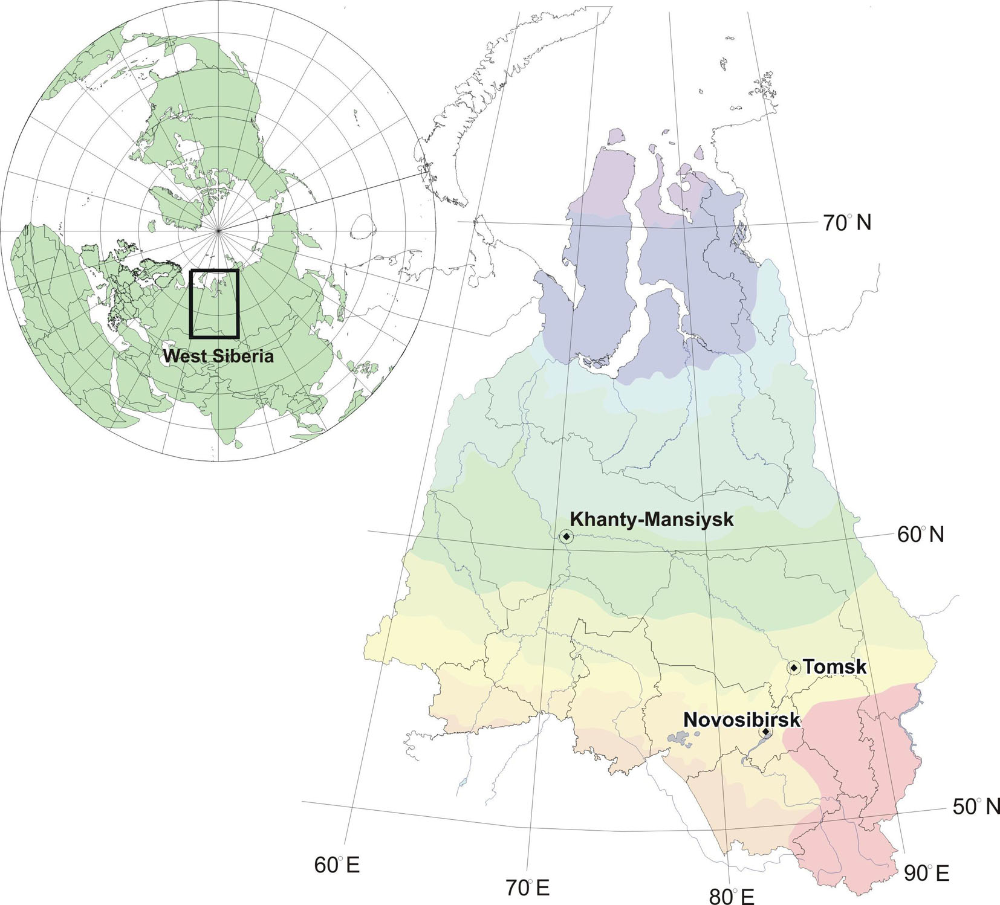 70° N
West Siberia
Khanty-Mansiysk
60° N
Tomsk
Novosibirsk
50° N
60° E
70° E
80° E
90° E